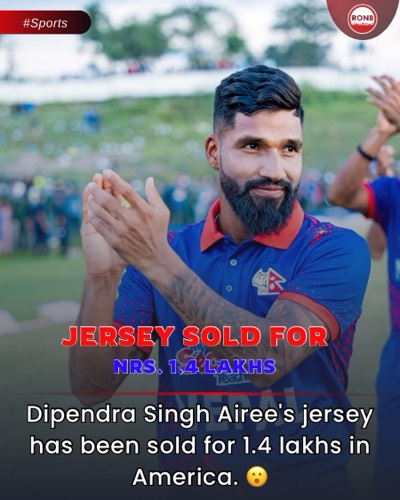 #Sports
RONB
JERSEY SOLD FOR
NRS. 1.4 LAKHS
NEPAL
Dipendra Singh Airee's jersey
has been sold for 1.4 lakhs in
America. 😮